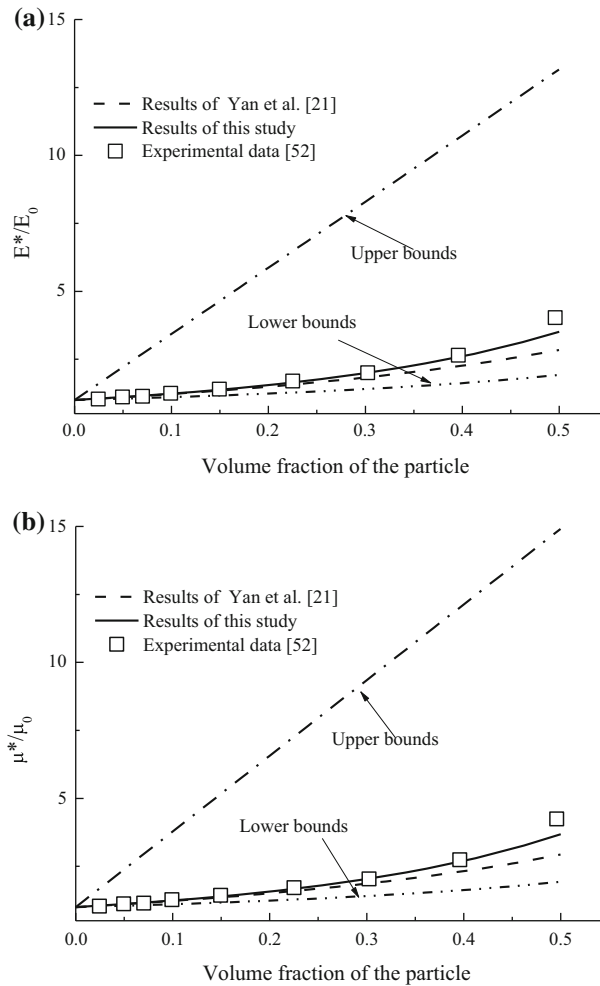 (a)
15
10
5
E*/E0
Results of Yan et al. [21]
Results of this study
Experimental data [52]
Upper bounds
Lower bounds
0.0 0.1 0.2 0.3 0.4 0.5
Volume fraction of the particle
(b)
15
10
5
μ*/μ0
Results of Yan et al. [21]
Results of this study
Experimental data [52]
Upper bounds
Lower bounds
0.0 0.1 0.2 0.3 0.4 0.5
Volume fraction of the particle